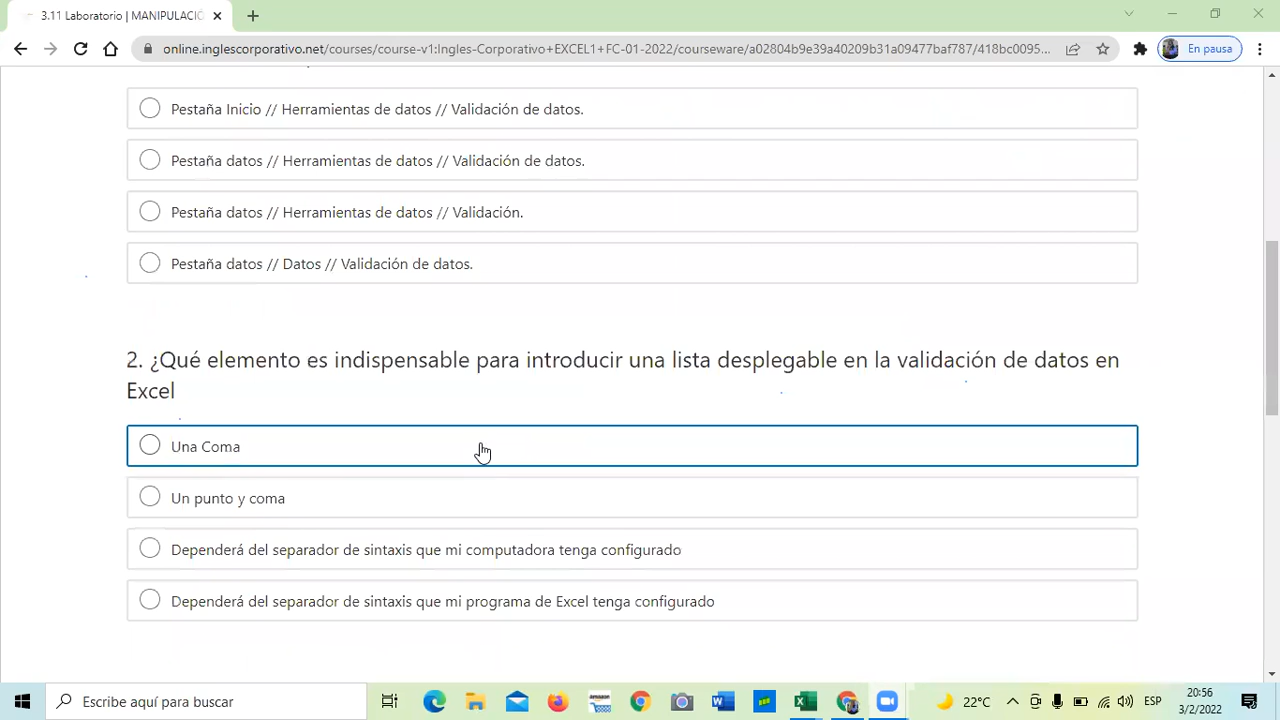 3.11 Laboratorio | MANIPULACIÓ
online.inglescorporativo.net/courses/course-v1:Ingles-Corporativo+EXCEL1+FC-01-2022/courseware/a02804b9e39a40209b31a09477baf787/418bc0095...
En pausa
Pestaña Inicio // Herramientas de datos // Validación de datos.
Pestaña datos // Herramientas de datos // Validación de datos.
Pestaña datos // Herramientas de datos // Validación.
Pestaña datos // Datos // Validación de datos.
2. ¿Qué elemento es indispensable para introducir una lista desplegable en la validación de datos en
Excel
Una Coma
Un punto y coma
Dependerá del separador de sintaxis que mi computadora tenga configurado
Dependerá del separador de sintaxis que mi programa de Excel tenga configurado
Escribe aquí para buscar
22°C
ESP
20:56
3/2/2022